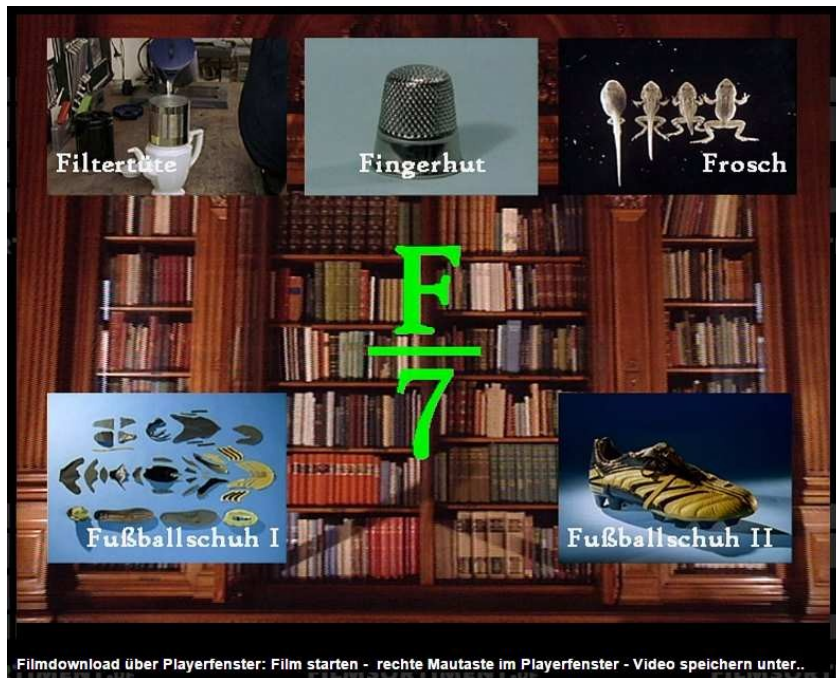 Filtertüte
Fingerhut
Frosch
F
7
Fußballschuh I
Fußballschuh II
Filmdownload über Playerfenster: Film starten - rechte Mautaste im Playerfenster - Video speichern unter..